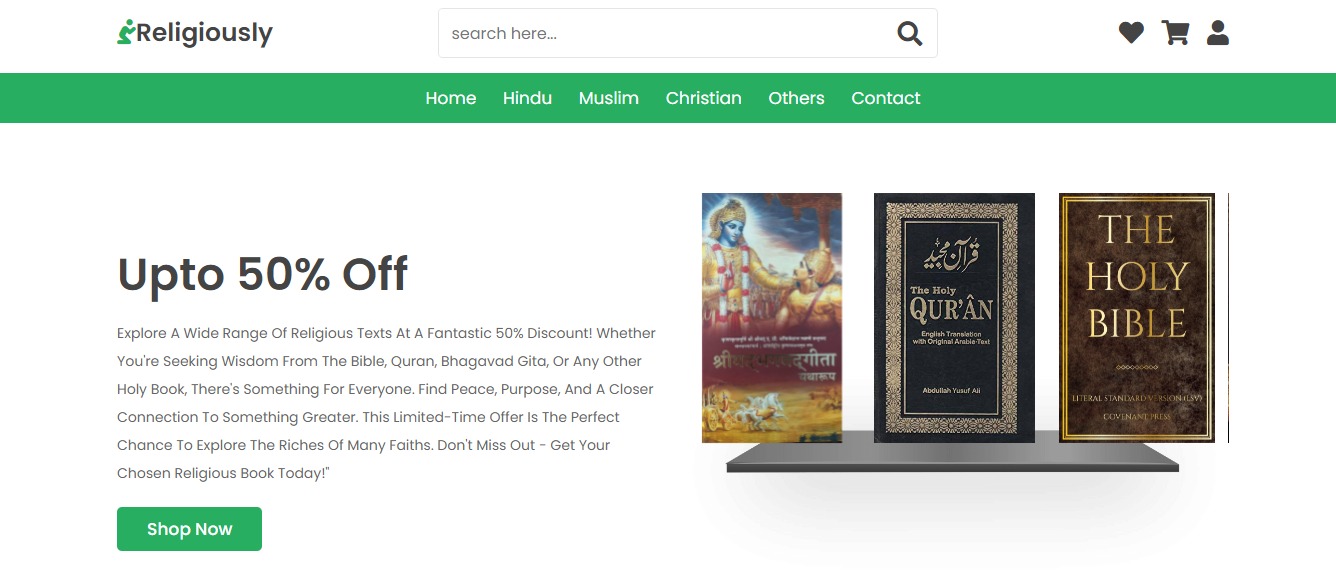 Religiously
search here...
Home Hindu Muslim Christian Others Contact
Upto 50% Off
Explore A Wide Range Of Religious Texts At A Fantastic 50% Discount! Whether
You're Seeking Wisdom From The Bible, Quran, Bhagavad Gita, Or Any Other
Holy Book, There's Something For Everyone. Find Peace, Purpose, And A Closer
Connection To Something Greater. This Limited-Time Offer Is The Perfect
Chance To Explore The Riches Of Many Faiths. Don't Miss Out - Get Your
Chosen Religious Book Today!"
Shop Now
श्रीमद्भगवद्गीता
यथारूप
قرآن مجيد
The Holy
QUR'ÂN
English Translation
with Original Arabic Text
Abdullah Yusuf Ali
THE
HOLY
BIBLE
LITERAL STANDARD VERSION (LSV)
COVENANT PRESS